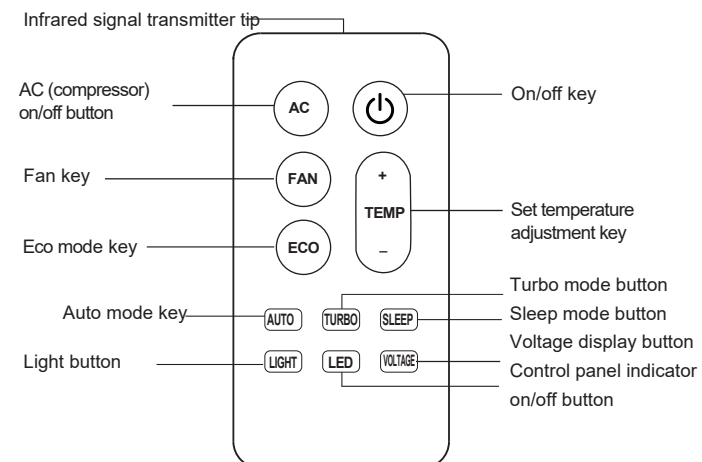 Infrared signal transmitter tip
AC (compressor)
on/off button
AC
On/off key
Fan key
FAN
+
TEMP
–
Set temperature
adjustment key
Eco mode key
ECO
Turbo mode button
Auto mode key
AUTO
TURBO
SLEEP
Sleep mode button
Voltage display button
Light button
LIGHT
LED
VOLTAGE
Control panel indicator
on/off button